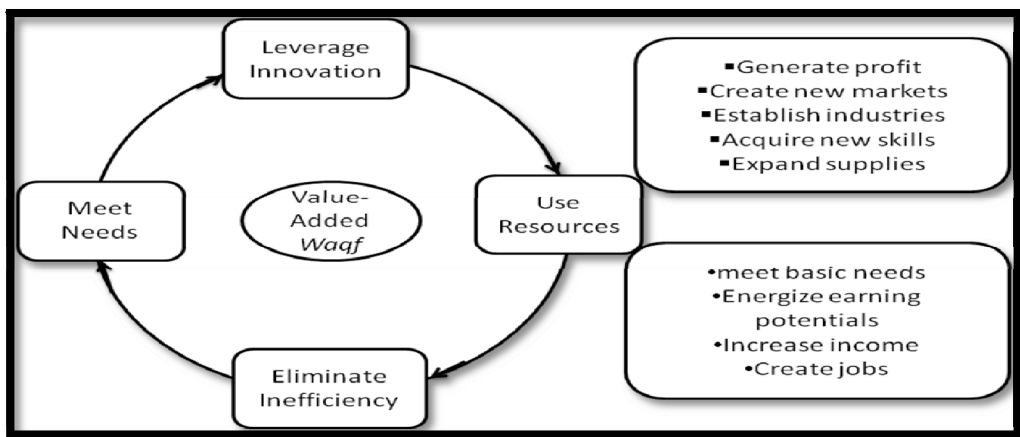 Leverage
Innovation
▪Generate profit
▪Create new markets
▪Establish industries
▪Acquire new skills
▪Expand supplies
Meet
Needs
Value-
Added
Waqf
Use
Resources
•meet basic needs
•Energize earning
potentials
•Increase income
•Create jobs
Eliminate
Inefficiency